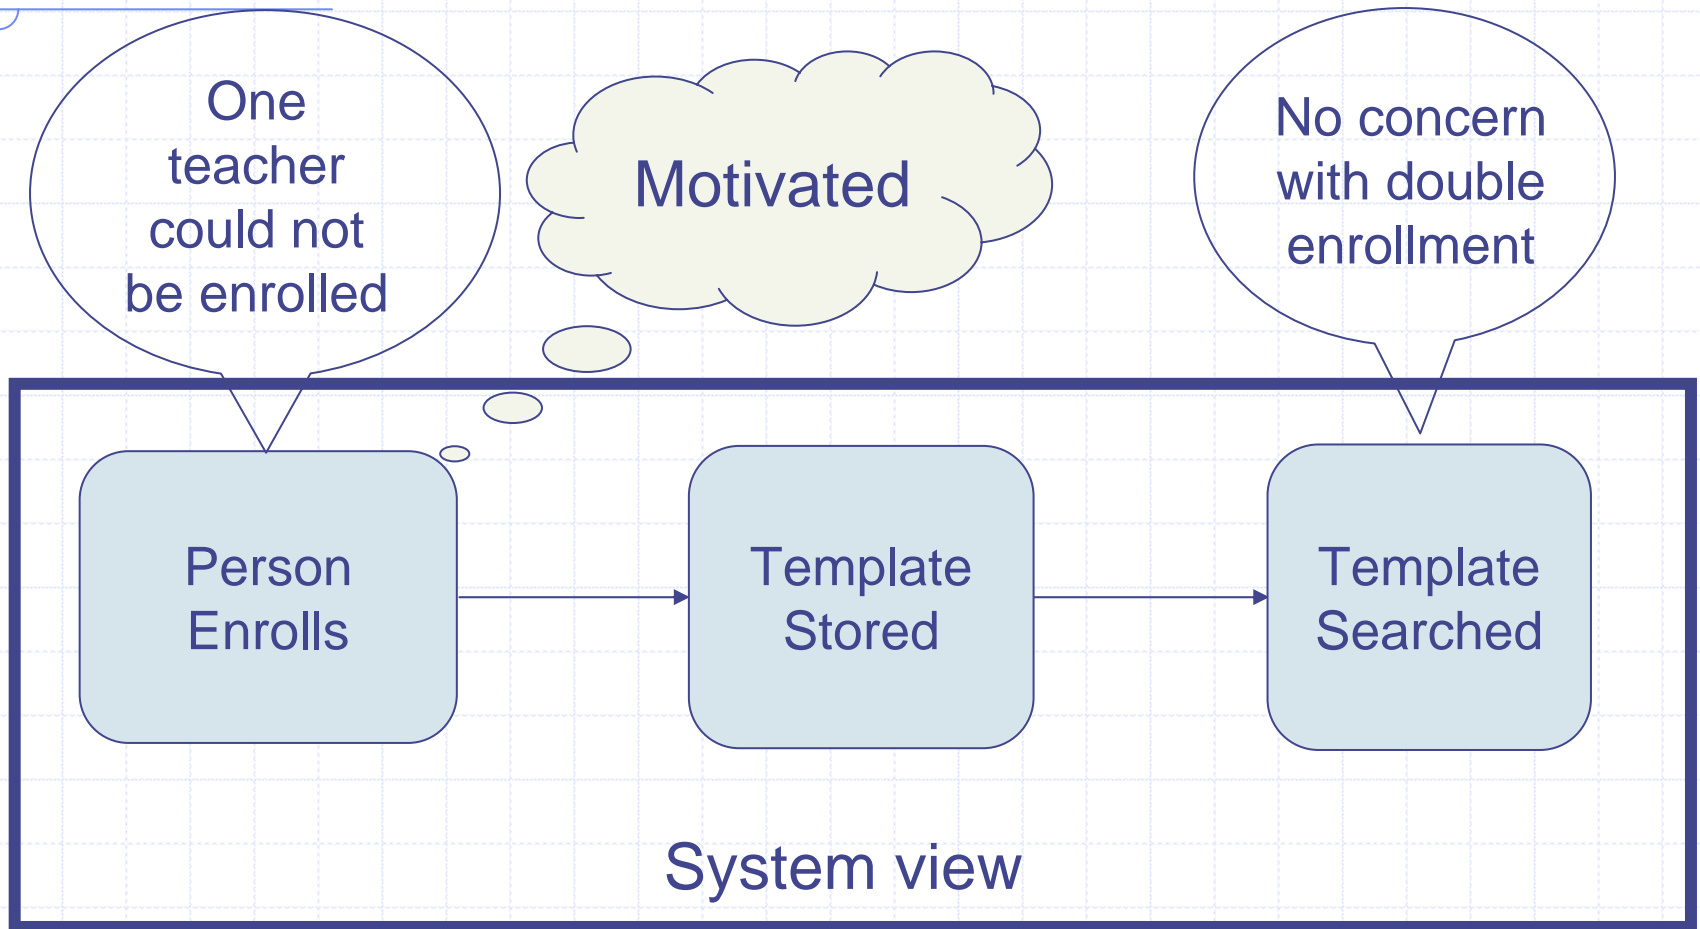 One
teacher
could not
be enrolled
Motivated
No concern
with double
enrollment
Person
Enrolls
Template
Stored
Template
Searched
System view